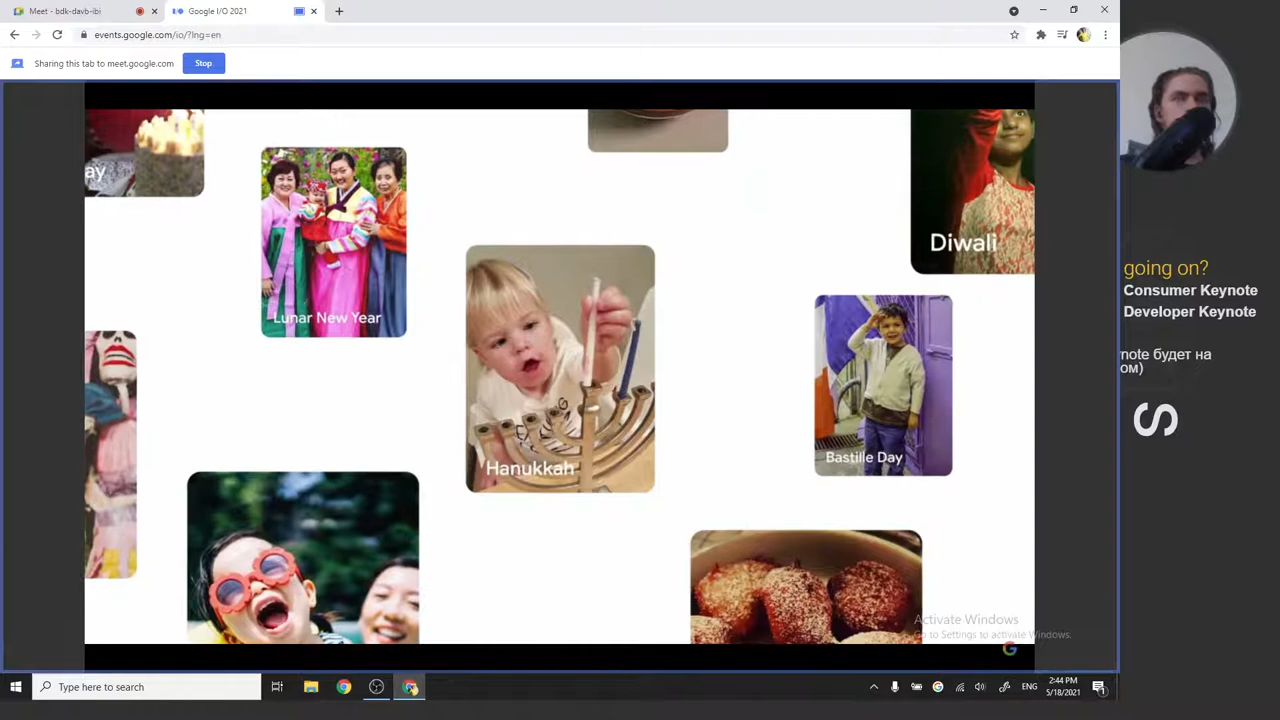 Meet - bdk-davb-ibi
Google I/O 2021
events.google.com/io/?lng=en
Sharing this tab to meet.google.com
Stop
ay
Lunar New Year
Diwali
Hanukkah
Bastille Day
going on?
Consumer Keynote
Developer Keynote
note будет на
ом)
S
Activate Windows
Go to Settings to activate Windows.
Type here to search
ENG
2:44 PM
5/18/2021